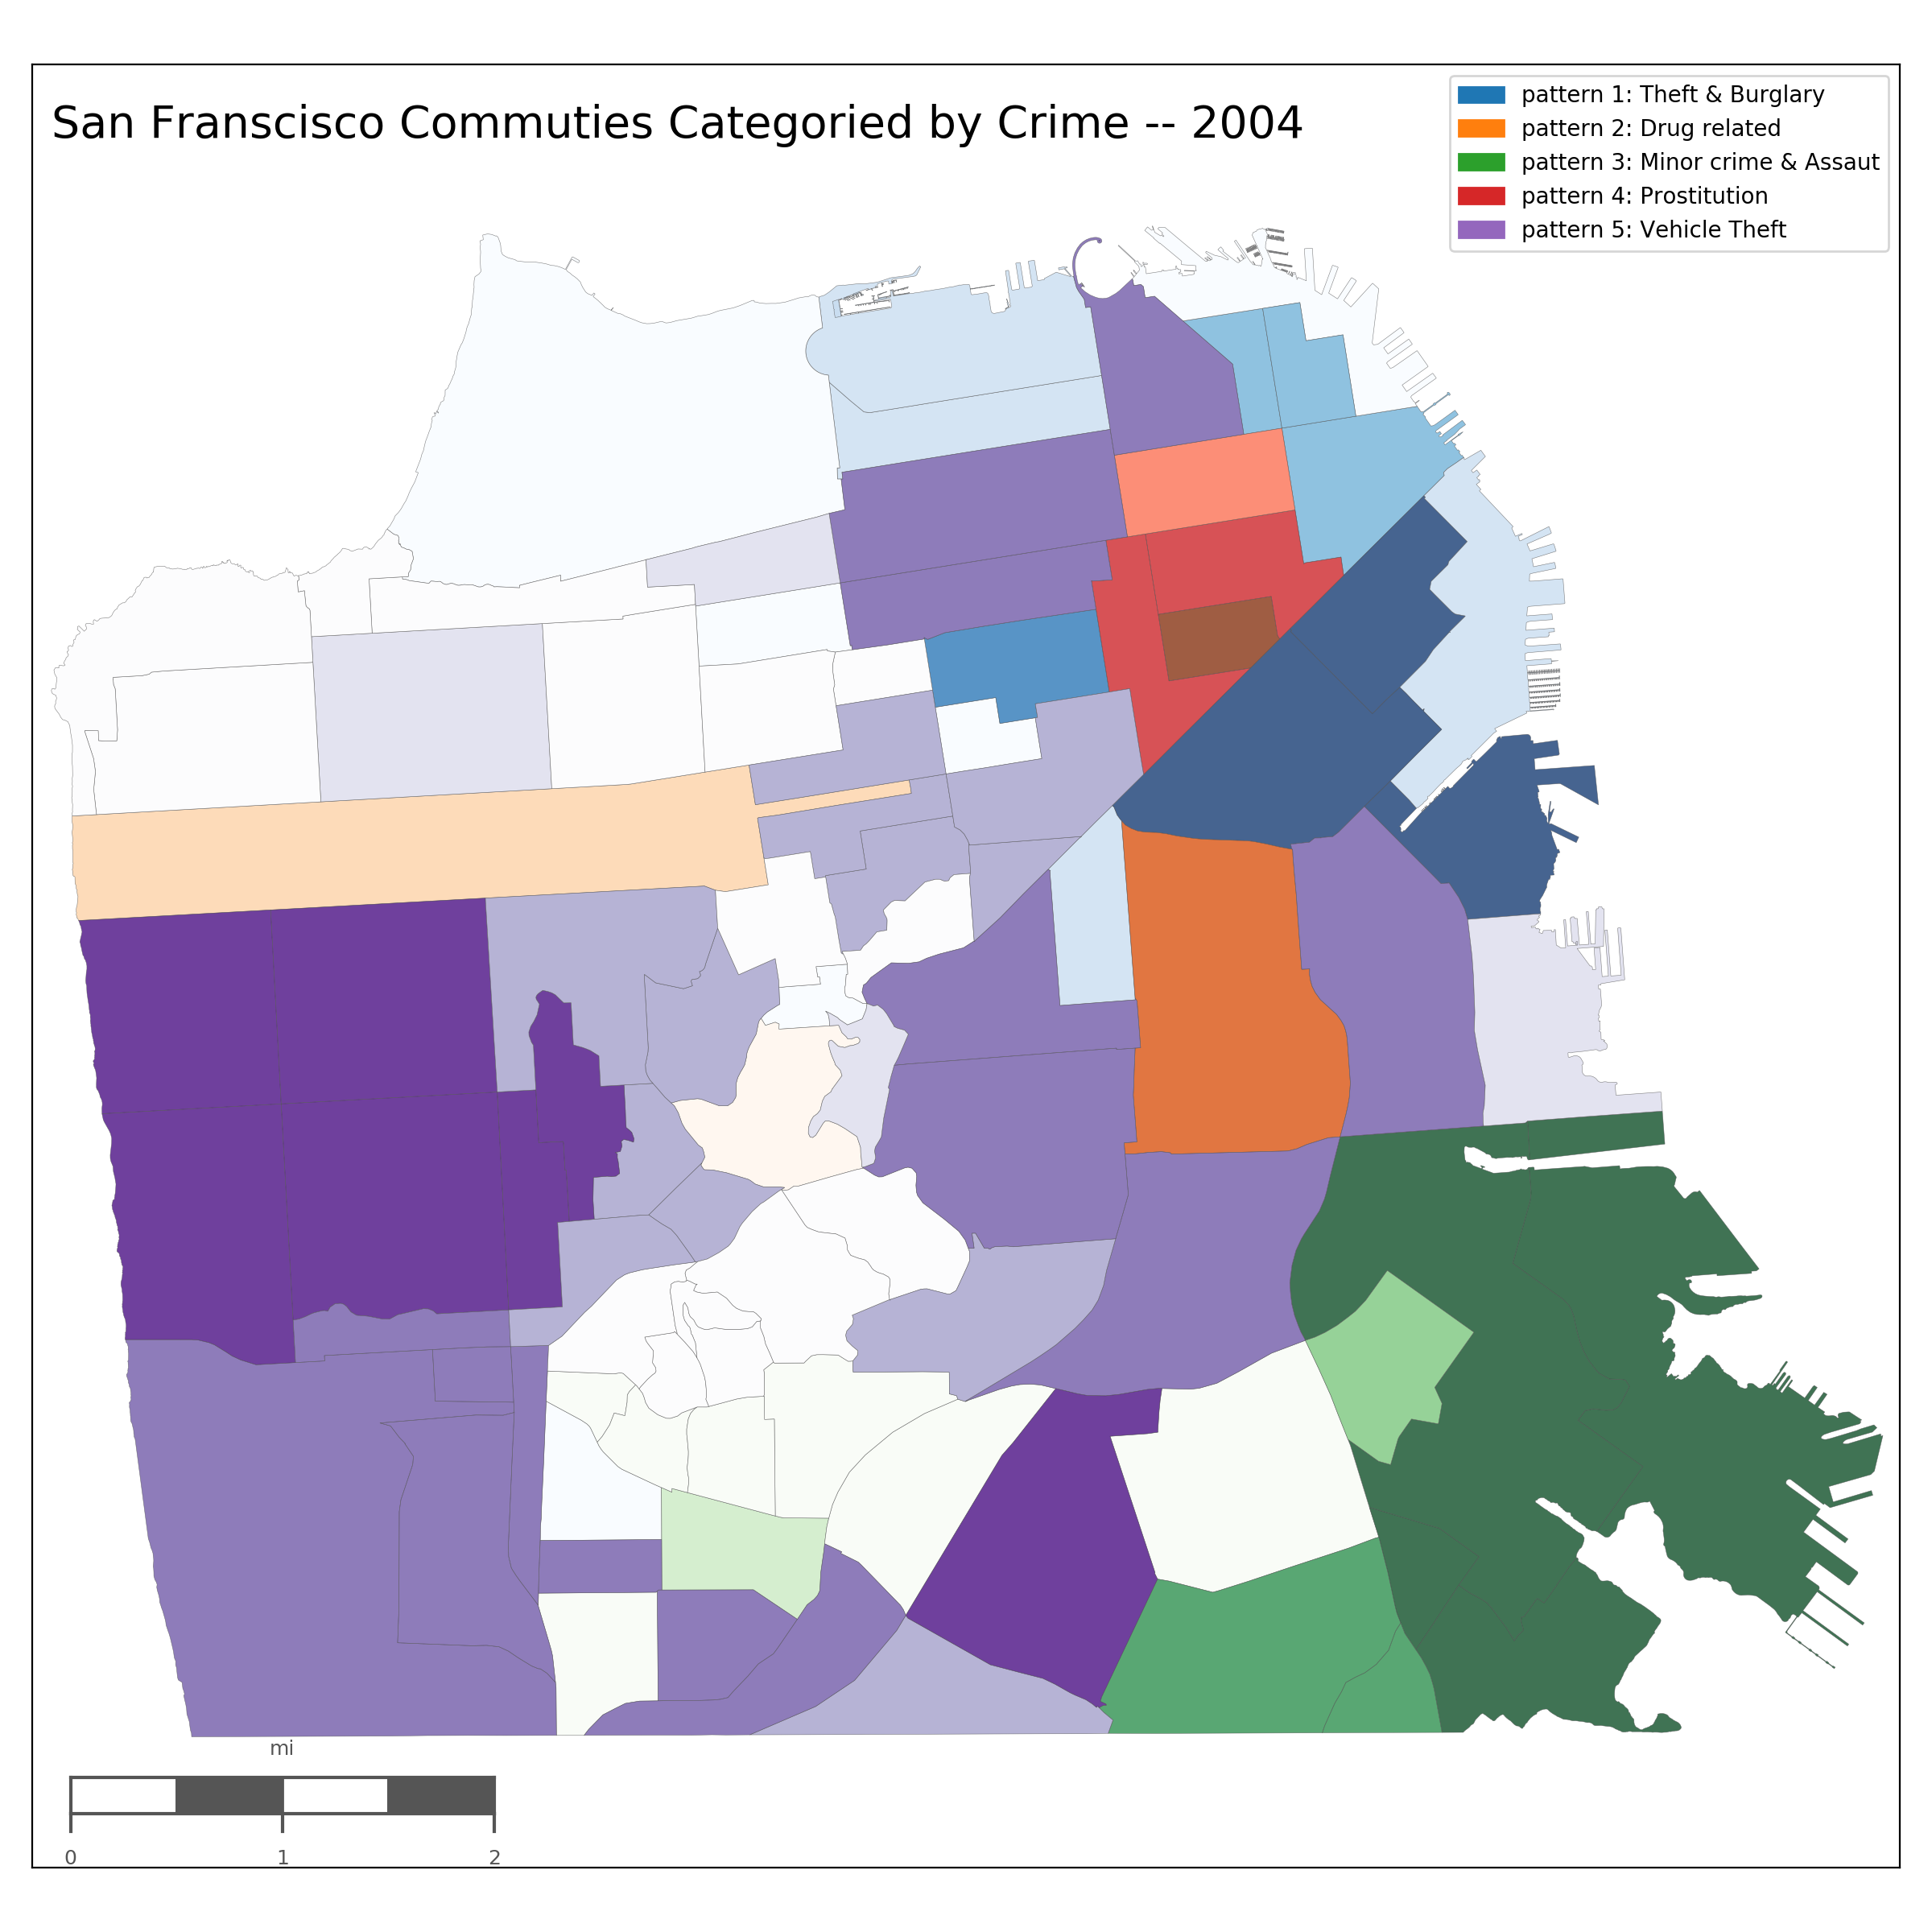 San Franscisco Commuties Categoried by Crime -- 2004
pattern 1: Theft & Burglary
pattern 2: Drug related
pattern 3: Minor crime & Assaut
pattern 4: Prostitution
pattern 5: Vehicle Theft
mi
0 1 2